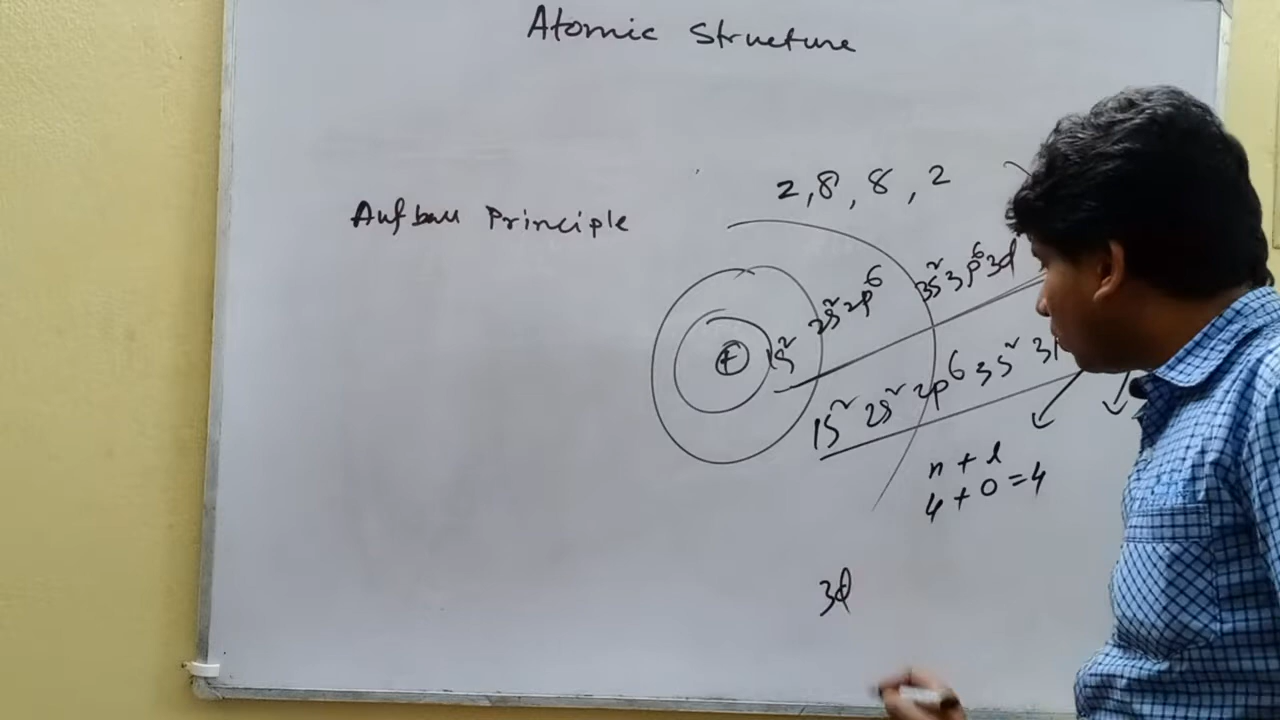 Atomic Structure
2, 8, 8, 2
Aufbau Principle
1s² 2s² 2p⁶ 3s² 3p⁶ 3d
+
1s² 2s² 2p⁶ 3s² 3p
n + l
4 + 0 = 4
3d